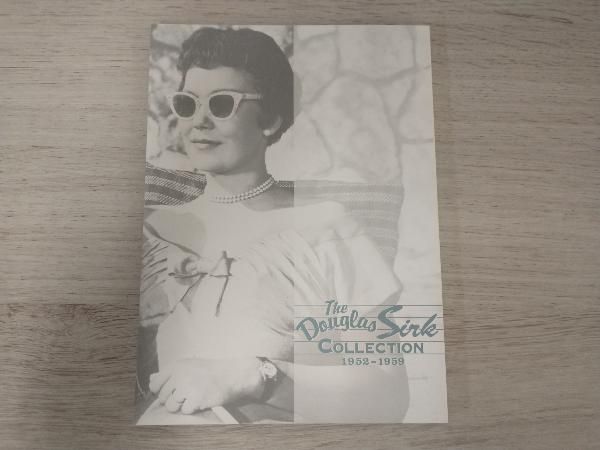 The
Douglas Sirk
COLLECTION
1952-1959